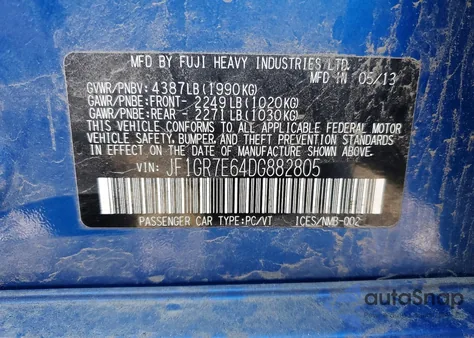 MFD BY FUJI HEAVY INDUSTRIES LTD.
MFD IN 05/13
GVWR/PNBV: 4387LB (1990KG)
GAWR/PNBE:FRONT- 2249LB (1020KG)
GAWR/PNBE:REAR - 2271LB (1030KG)
THIS VEHICLE CONFORMS TO ALL APPLICABLE FEDERAL MOTOR
VEHICLE SAFETY, BUMPER, AND THEFT PREVENTION STANDARDS
IN EFFECT ON THE DATE OF MANUFACTURE SHOWN ABOVE.
VIN: JF1GR7E64DG882805
PASSENGER CAR TYPE:PC/VT ICES/NMB-002
autoSnap